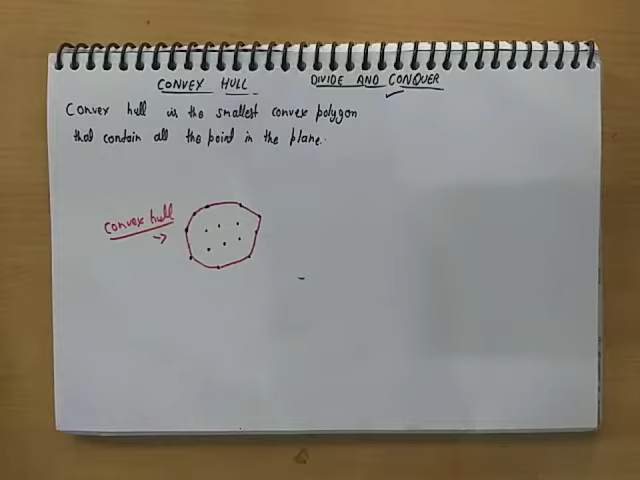 CONVEX HULL DIVIDE AND CONQUER
Convex hull is the smallest convex polygon
that contain all the point in the plane.
convex hull